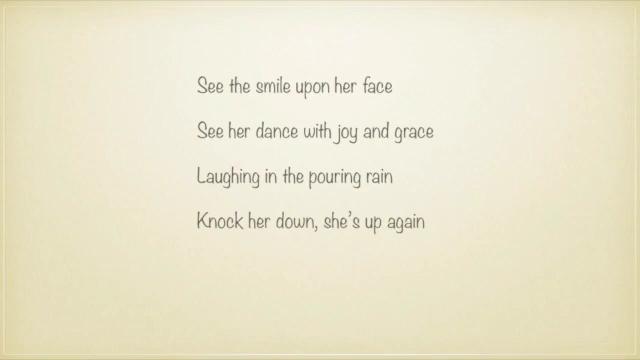 See the smile upon her face
See her dance with joy and grace
Laughing in the pouring rain
Knock her down, she's up again